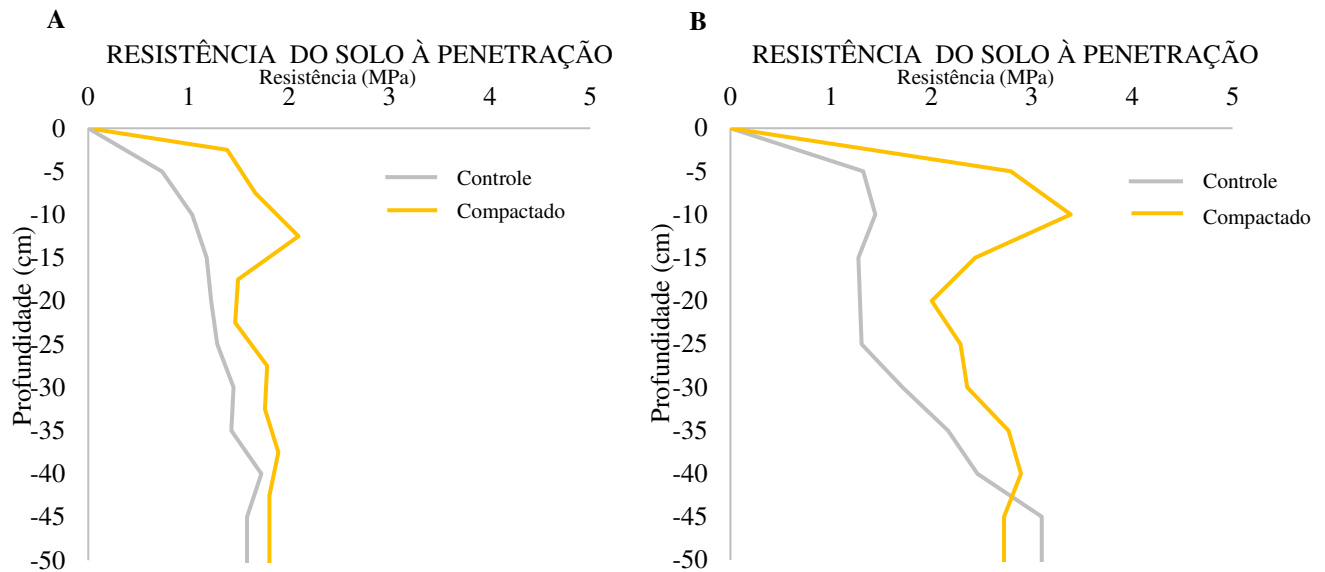 A
RESISTÊNCIA DO SOLO À PENETRAÇÃO
Resistência (MPa)
0 1 2 3 4 5
0
-5
-10
-15
-20
-25
-30
-35
-40
-45
-50
Profundidade (cm)
Controle
Compactado
B
RESISTÊNCIA DO SOLO À PENETRAÇÃO
Resistência (MPa)
0 1 2 3 4 5
0
-5
-10
-15
-20
-25
-30
-35
-40
-45
-50
Profundidade (cm)
Controle
Compactado